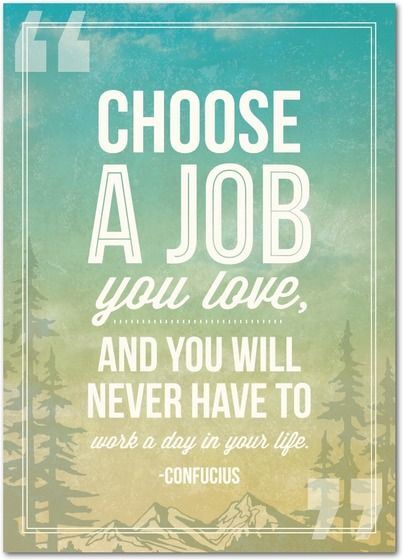 “
CHOOSE
A JOB
you love,
AND YOU WILL
NEVER HAVE TO
work a day in your life.
-CONFUCIUS
”